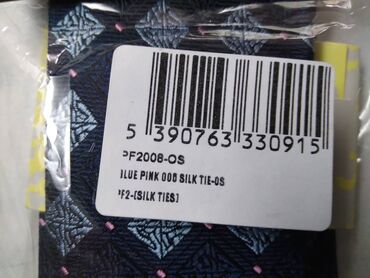 5 390763 330915
PF2008-OS
BLUE PINK 008 SILK TIE-OS
PF2-(SILK TIES)